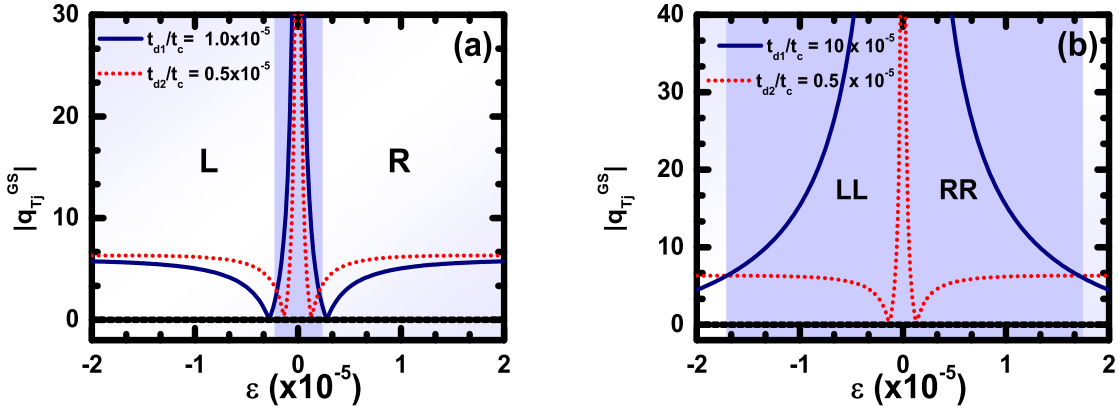 30
20
10
0
|q_Tj^GS|
t_d1/t_c = 1.0x10^-5
t_d2/t_c = 0.5x10^-5
(a)
L
R
-2
-1
0
1
2
ε (x10^-5)
40
30
20
10
0
|q_Tj^GS|
t_d1/t_c = 10 x 10^-5
t_d2/t_c = 0.5 x 10^-5
(b)
LL
RR
-2
-1
0
1
2
ε (x10^-5)